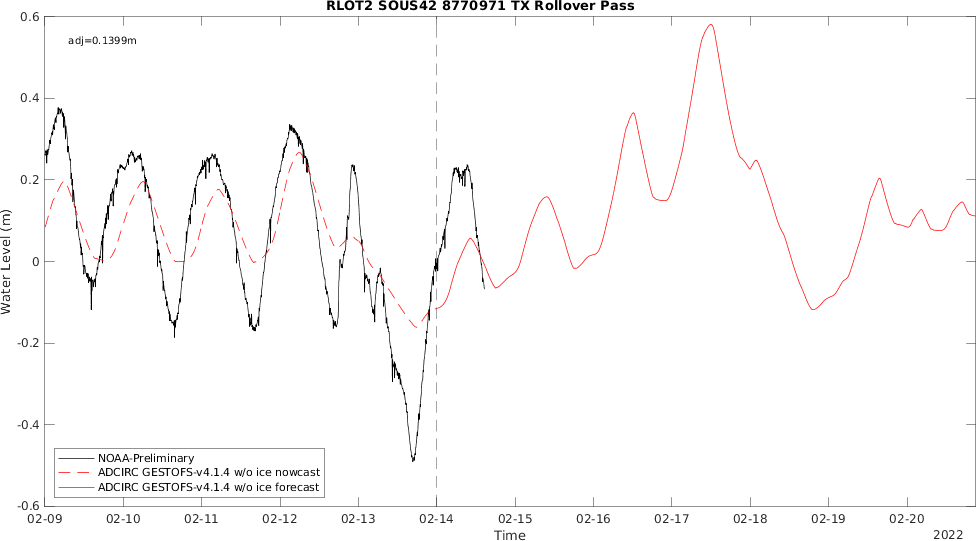 RLOT2 SOUS42 8770971 TX Rollover Pass
adj=0.1399m
0.6
0.4
0.2
0
-0.2
-0.4
-0.6
Water Level (m)
NOAA-Preliminary
ADCIRC GESTOFS-v4.1.4 w/o ice nowcast
ADCIRC GESTOFS-v4.1.4 w/o ice forecast
02-09 02-10 02-11 02-12 02-13 02-14 02-15 02-16 02-17 02-18 02-19 02-20
Time
2022